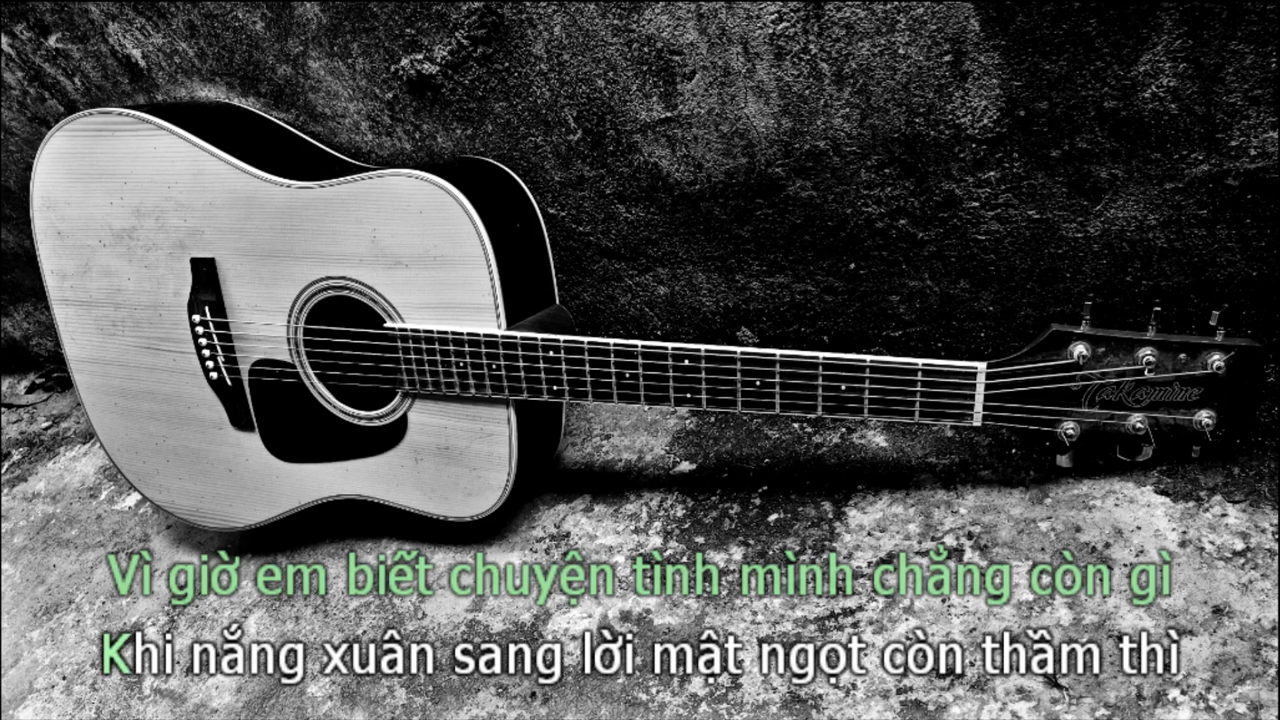 Takamine
Vì giờ em biết chuyện tình mình chẳng còn gì
Khi nắng xuân sang lời mật ngọt còn thầm thì